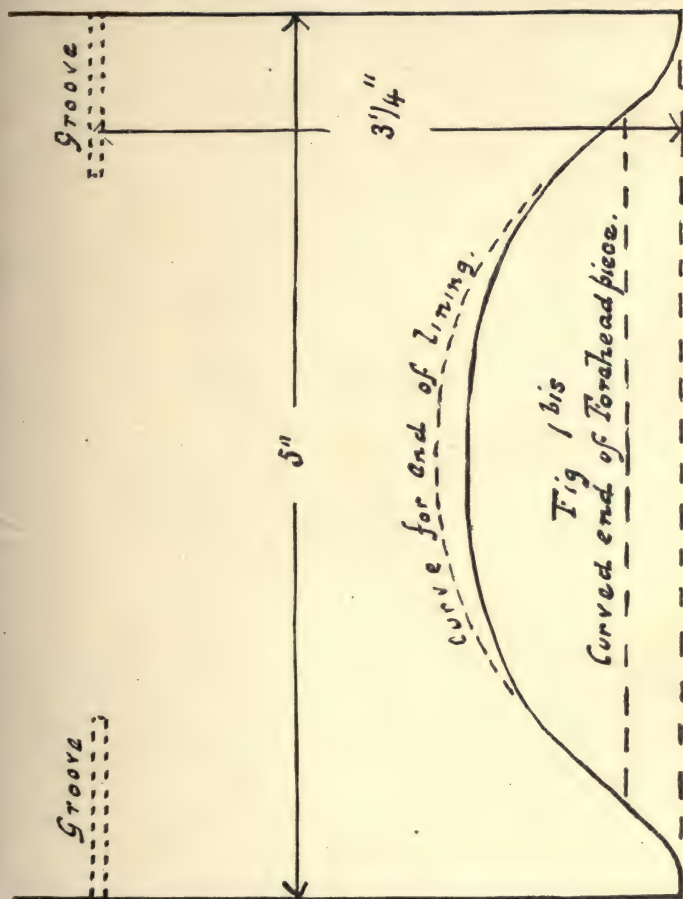 Groove
Groove
3 1/4"
5"
curve for end of lining.
Fig 1 bis
Curved end of Forehead piece.